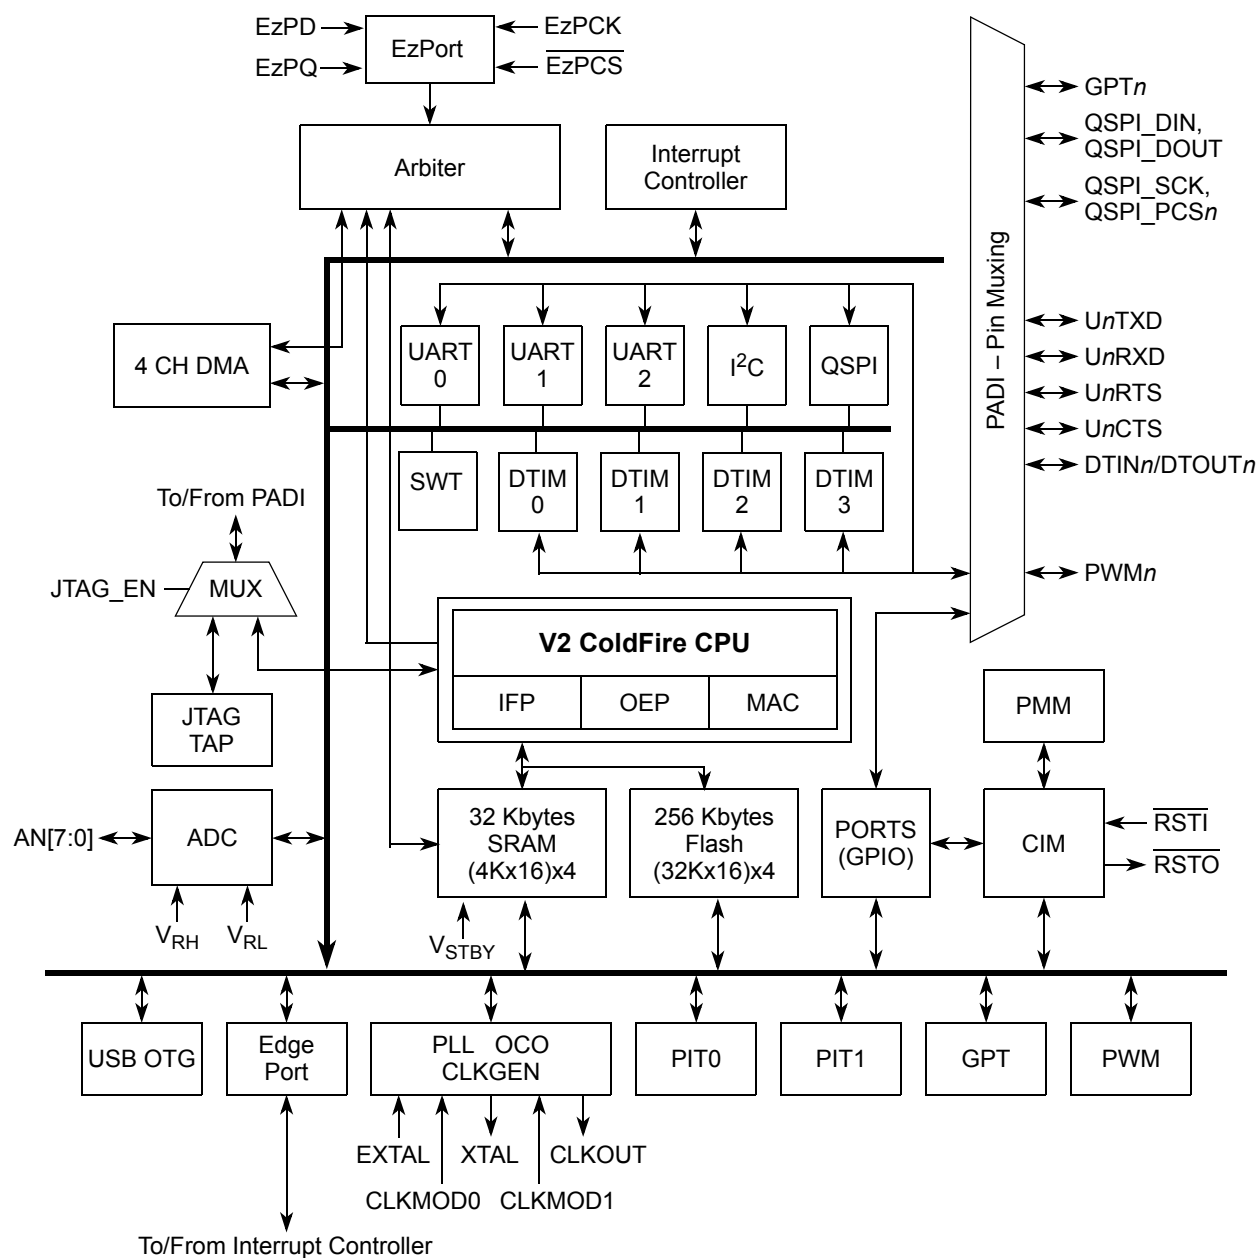 EzPD
EzPQ
EzPort
EzPCK
EzPCS
Arbiter
Interrupt
Controller
4 CH DMA
UART
0
UART
1
UART
2
I²C
QSPI
SWT
DTIM
0
DTIM
1
DTIM
2
DTIM
3
PADI – Pin Muxing
GPTn
QSPI_DIN,
QSPI_DOUT
QSPI_SCK,
QSPI_PCSn
UnTXD
UnRXD
UnRTS
UnCTS
DTINn/DTOUTn
PWMn
To/From PADI
JTAG_EN
MUX
JTAG
TAP
V2 ColdFire CPU
IFP
OEP
MAC
PMM
AN[7:0]
ADC
VRH
VRL
32 Kbytes
SRAM
(4Kx16)x4
VSTBY
256 Kbytes
Flash
(32Kx16)x4
PORTS
(GPIO)
CIM
RSTI
RSTO
USB OTG
Edge
Port
PLL OCO
CLKGEN
PIT0
PIT1
GPT
PWM
EXTAL
XTAL
CLKOUT
CLKMOD0
CLKMOD1
To/From Interrupt Controller